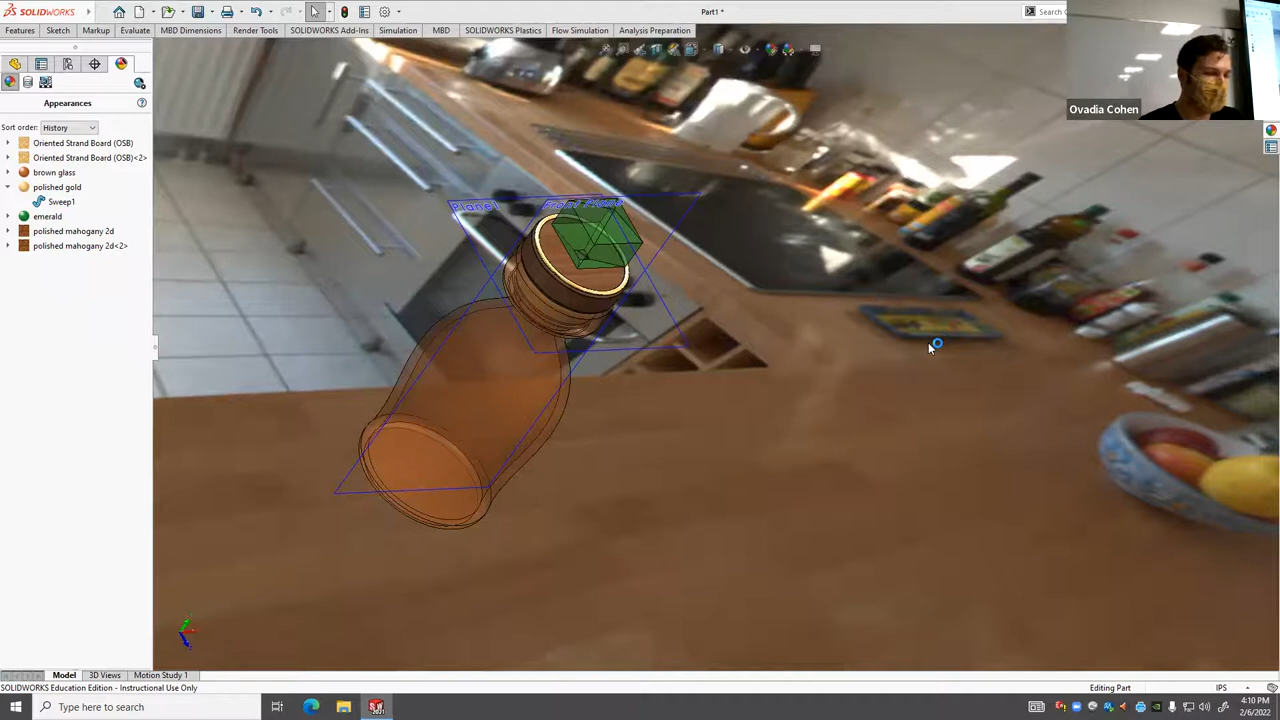 SOLIDWORKS
Part1 *
Search Co
Features Sketch Markup Evaluate MBD Dimensions Render Tools SOLIDWORKS Add-Ins Simulation MBD SOLIDWORKS Plastics Flow Simulation Analysis Preparation
Ovadia Cohen
Appearances
Sort order: History
Oriented Strand Board (OSB)
Oriented Strand Board (OSB)<2>
brown glass
polished gold
Sweep1
emerald
polished mahogany 2d
polished mahogany 2d<2>
Plane1
Front Plane
Model 3D Views Motion Study 1
SOLIDWORKS Education Edition - Instructional Use Only
Editing Part
IPS
Type here to search
4:10 PM
2/6/2022